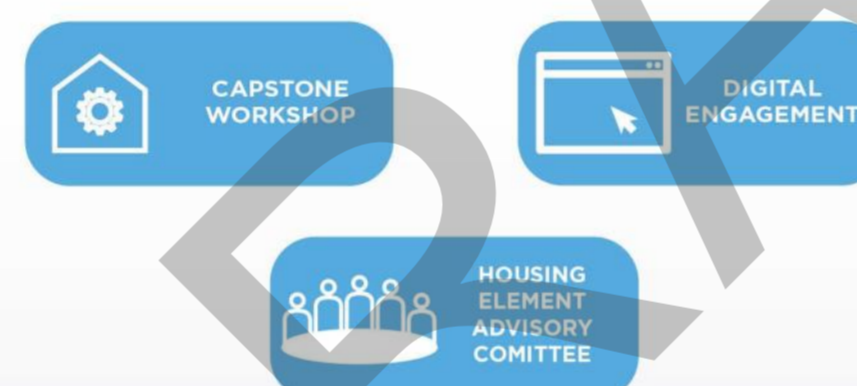 CAPSTONE
WORKSHOP
DIGITAL
ENGAGEMENT
HOUSING
ELEMENT
ADVISORY
COMITTEE